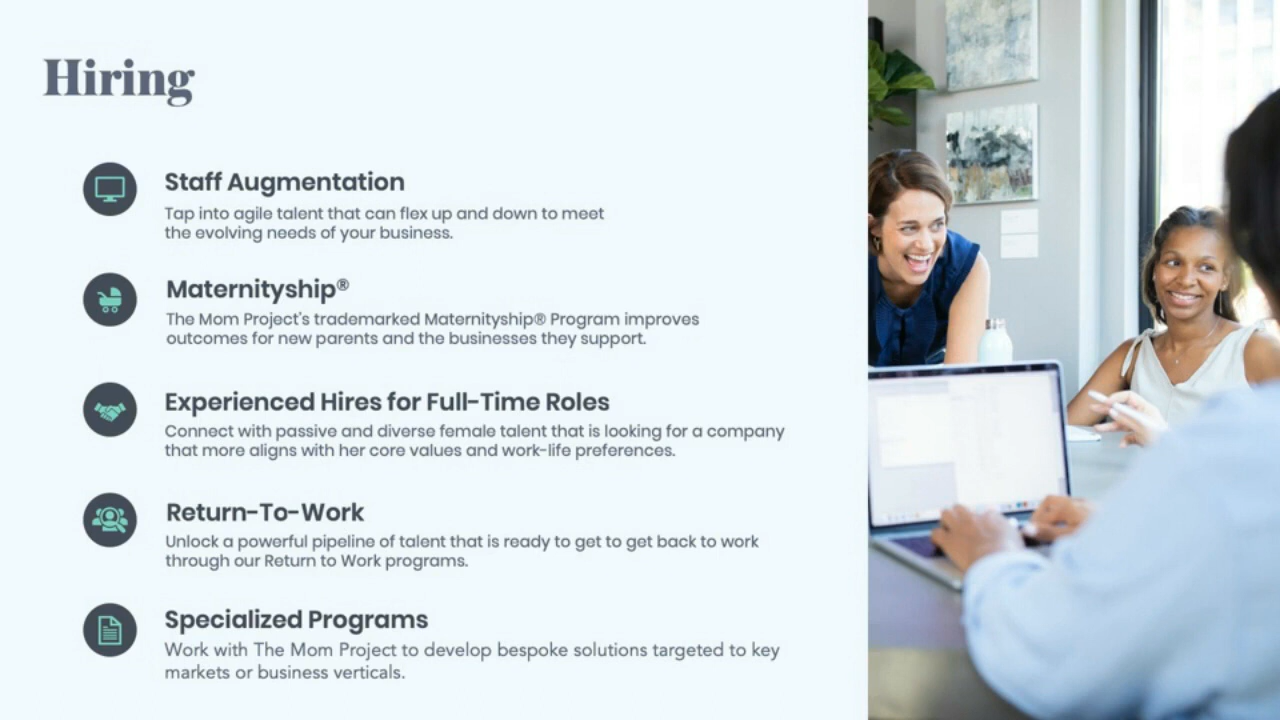 Hiring
Staff Augmentation
Tap into agile talent that can flex up and down to meet
the evolving needs of your business.
Maternityship®
The Mom Project's trademarked Maternityship® Program improves
outcomes for new parents and the businesses they support.
Experienced Hires for Full-Time Roles
Connect with passive and diverse female talent that is looking for a company
that more aligns with her core values and work-life preferences.
Return-To-Work
Unlock a powerful pipeline of talent that is ready to get to get back to work
through our Return to Work programs.
Specialized Programs
Work with The Mom Project to develop bespoke solutions targeted to key
markets or business verticals.